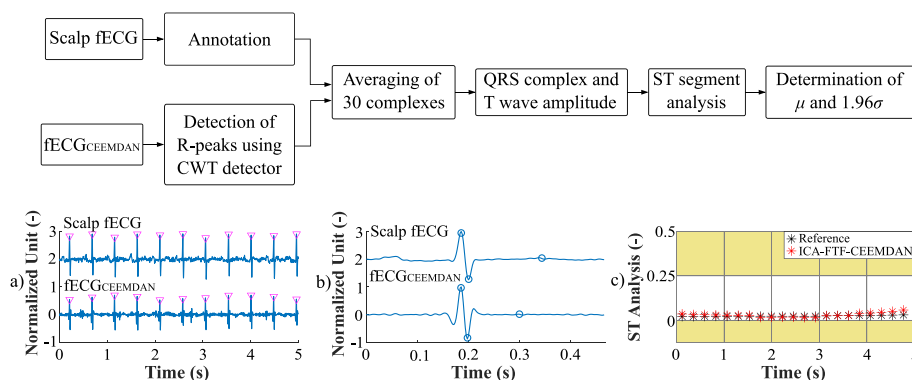 Scalp fECG
Annotation
fECGCEEMDAN
Detection of
R-peaks using
CWT detector
Averaging of
30 complexes
QRS complex and
T wave amplitude
ST segment
analysis
Determination of
μ and 1.96σ
a)
Normalized Unit (-)
3
2
1
0
-1
Scalp fECG
fECGCEEMDAN
0
1
2
3
4
5
Time (s)
b)
Normalized Unit (-)
3
2
1
0
-1
Scalp fECG
fECGCEEMDAN
0
0.1
0.2
0.3
0.4
Time (s)
c)
ST Analysis (-)
0.5
0.25
0
Reference
ICA-FTF-CEEMDAN
0
1
2
3
4
5
Time (s)